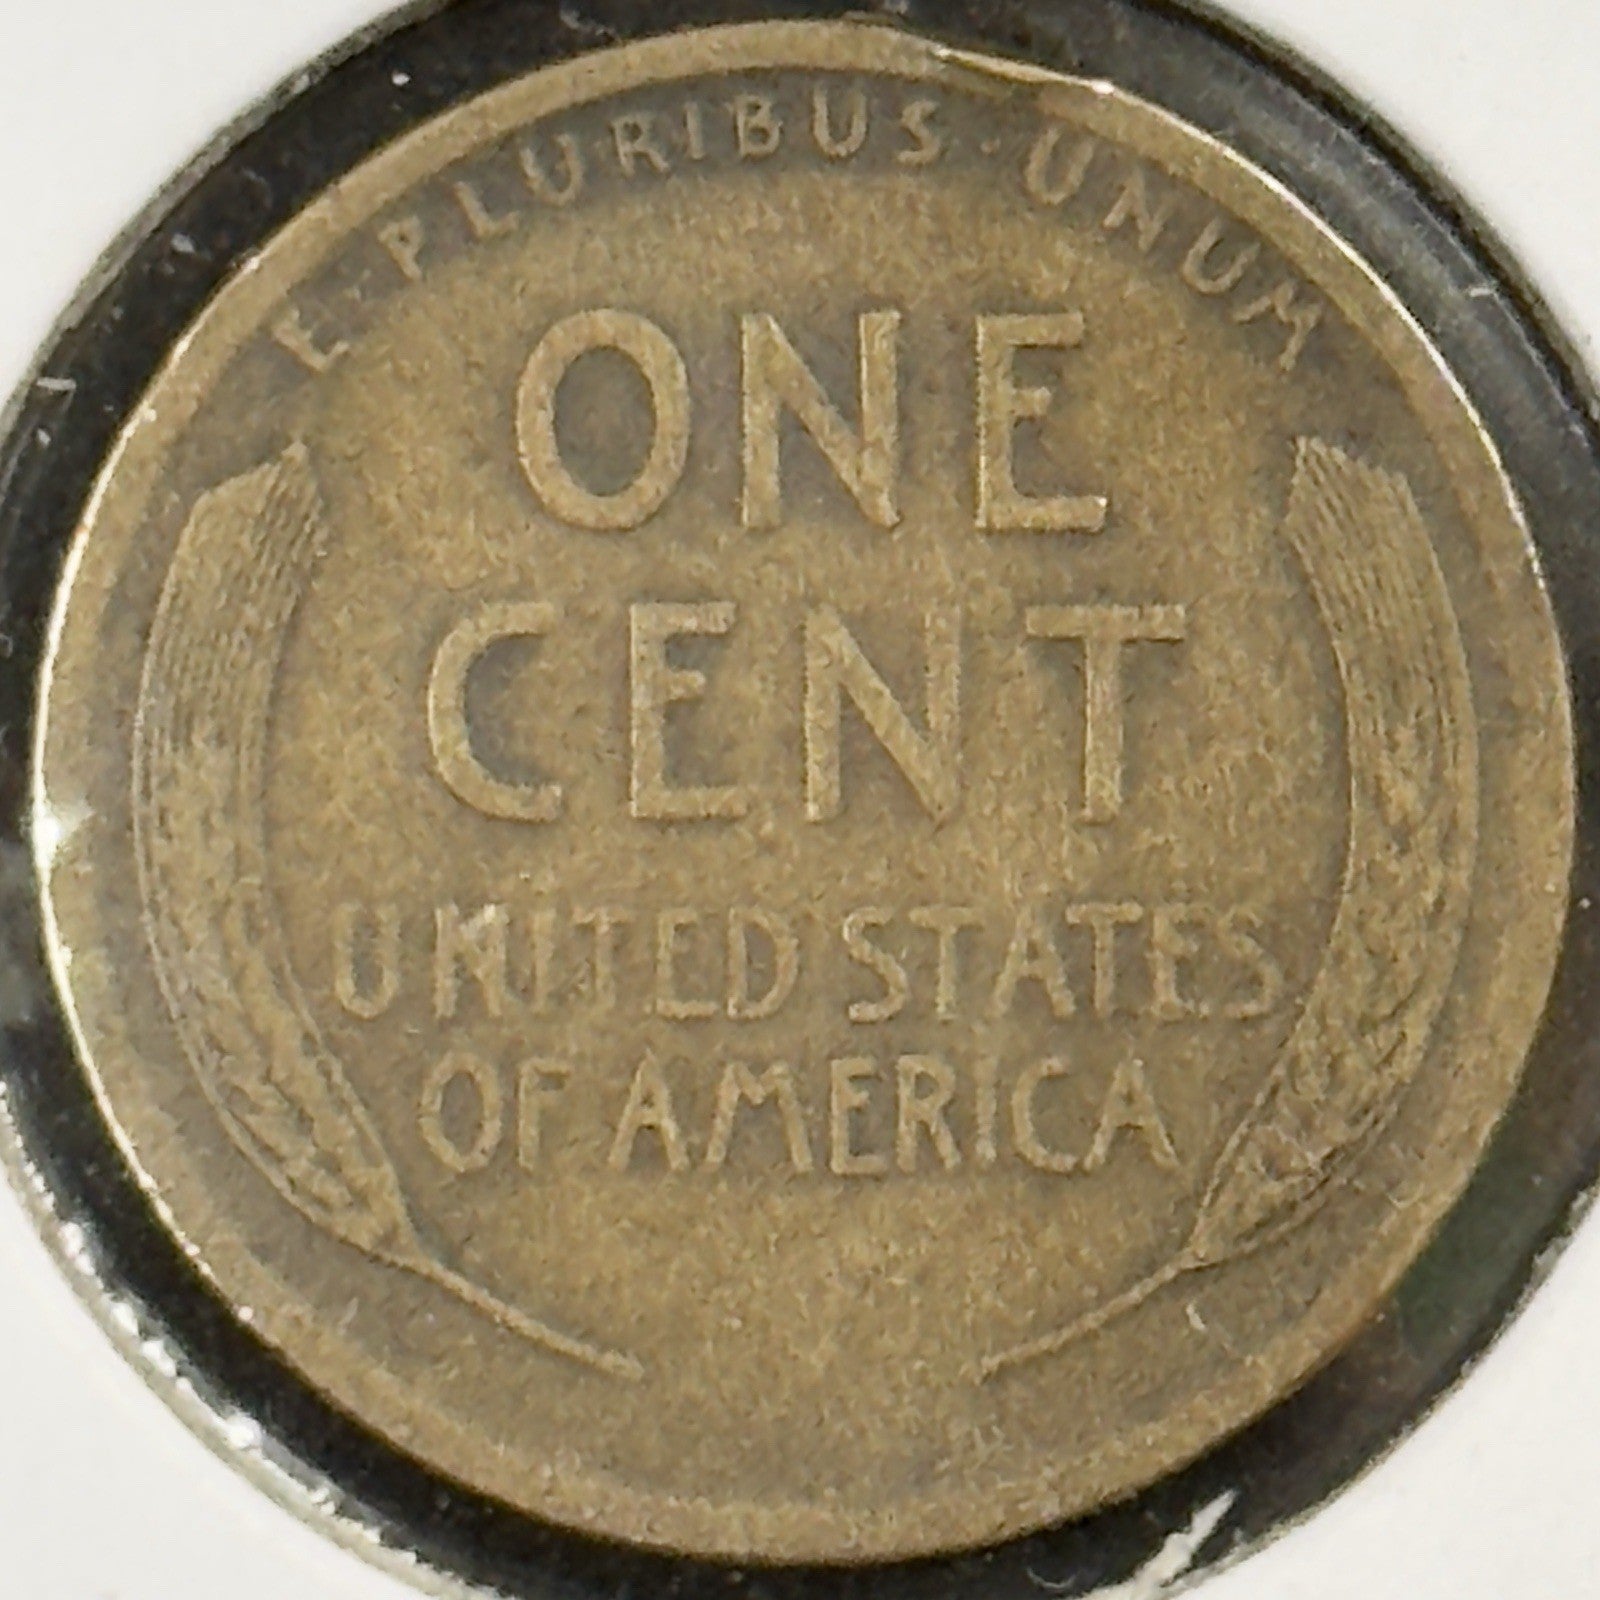 E·PLURIBUS·UNUM
ONE
CENT
UNITED STATES
OF AMERICA